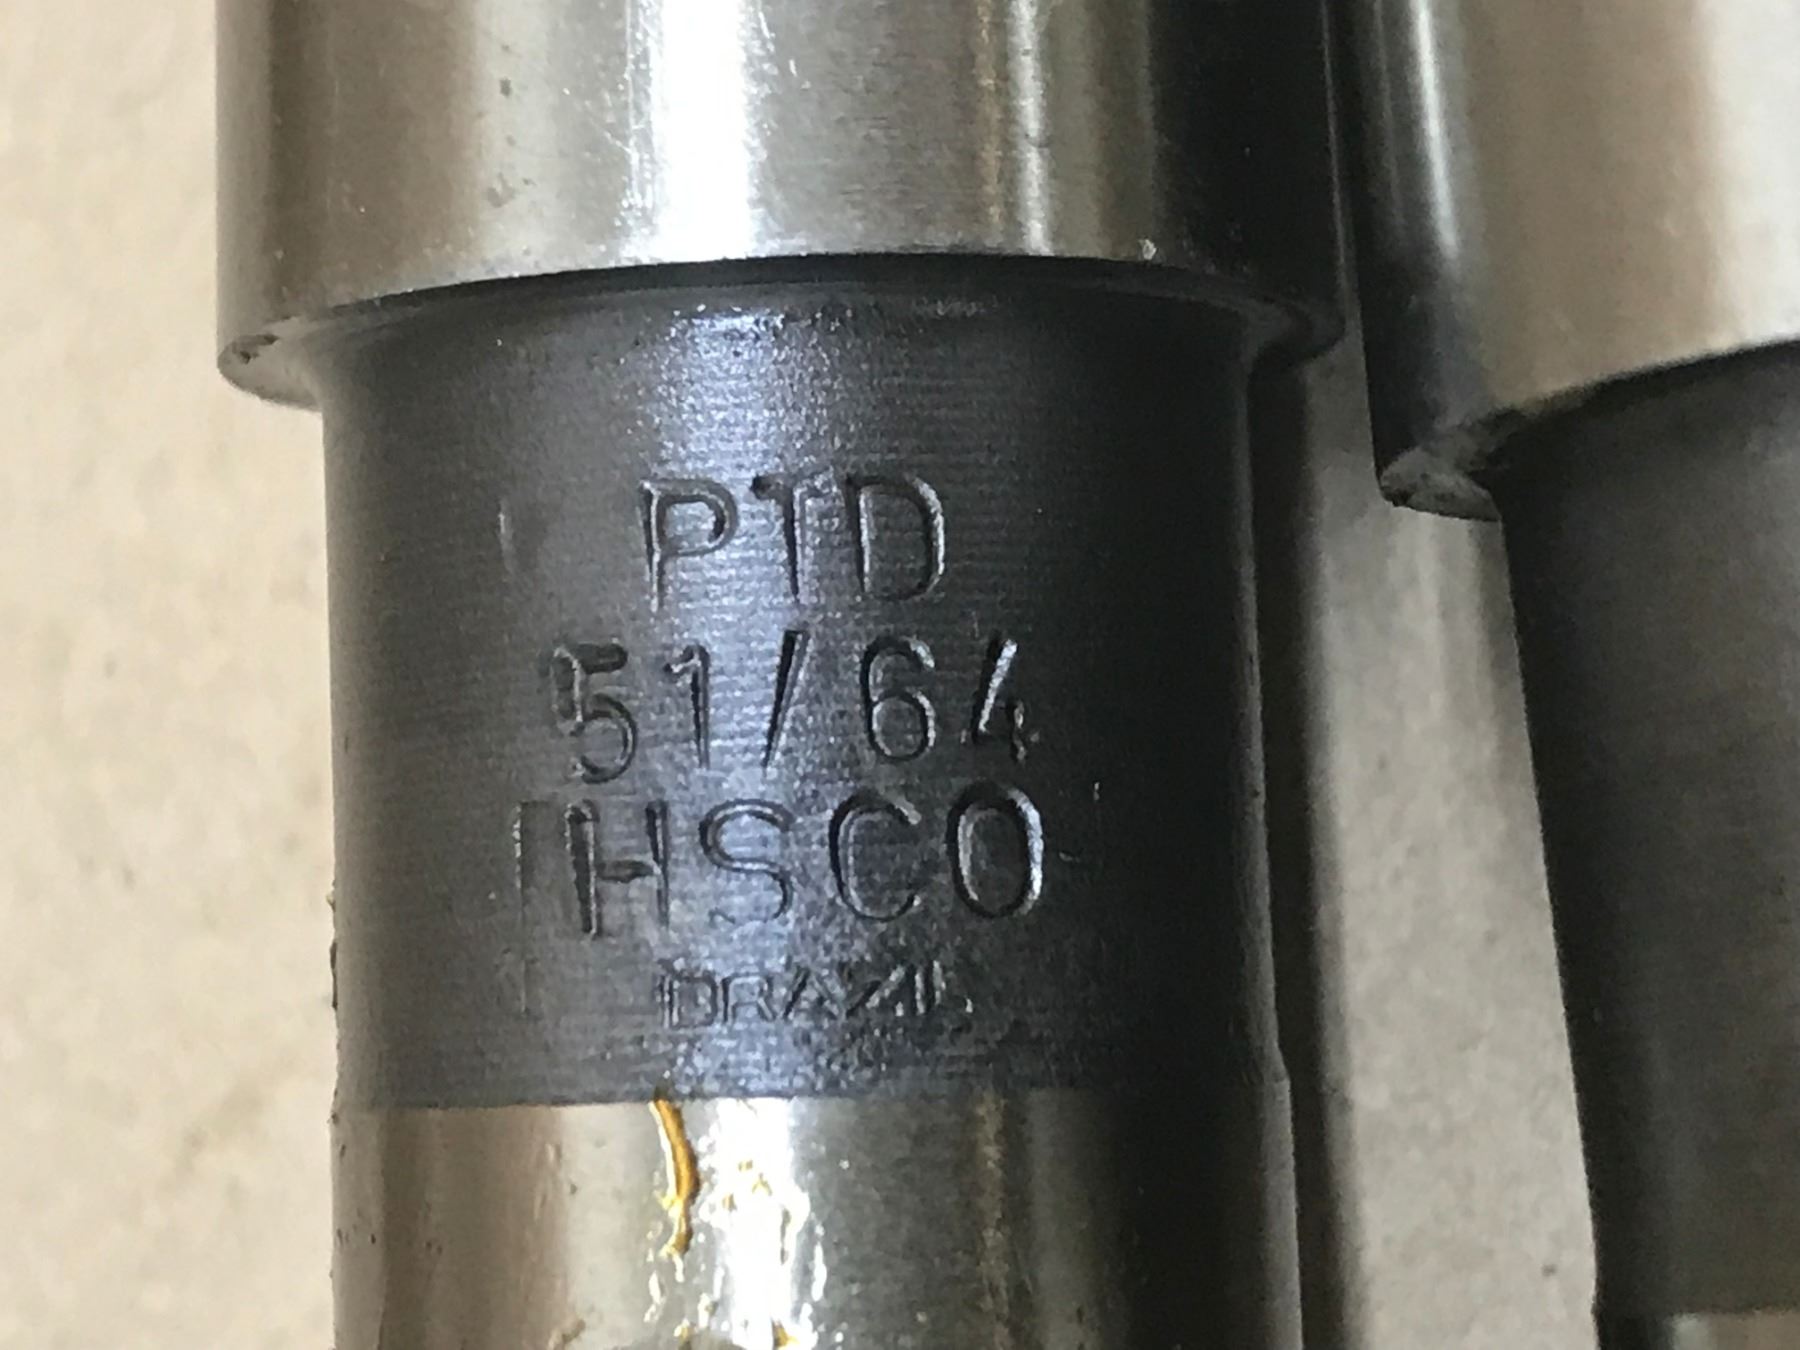 PTD
51/64
HSCO
BRAZIL